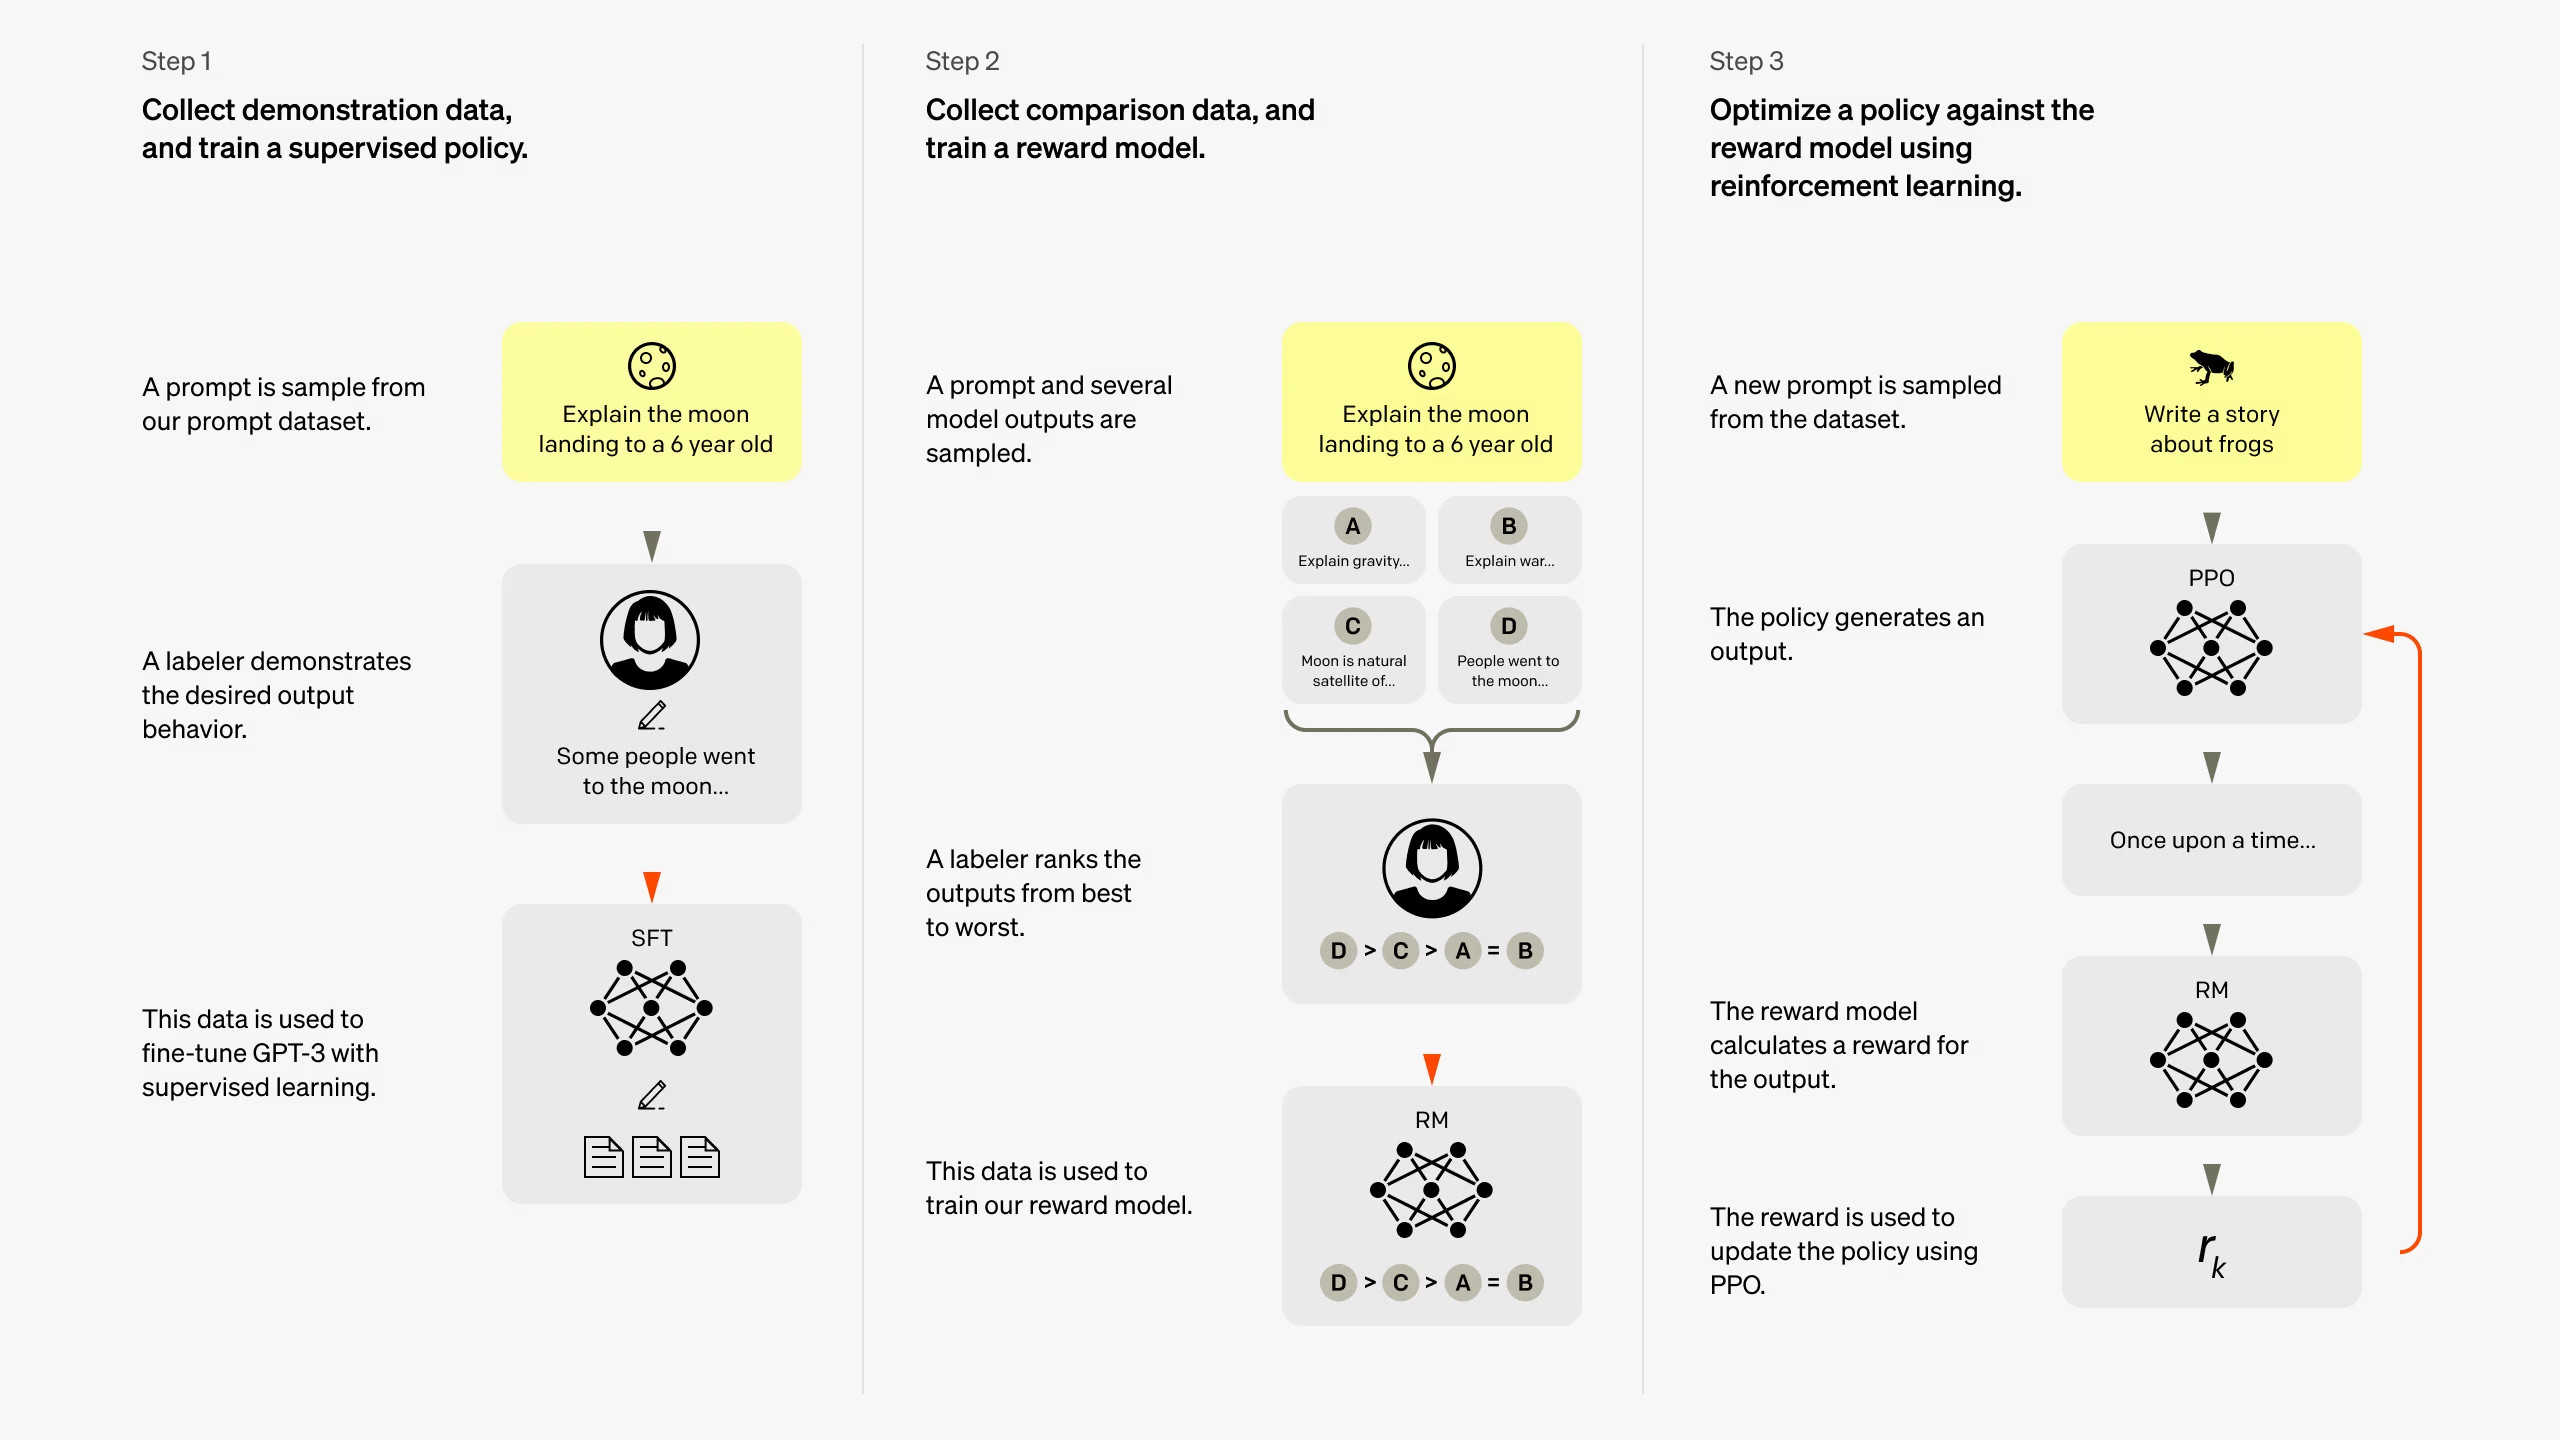 Step 1
Collect demonstration data,
and train a supervised policy.
A prompt is sample from
our prompt dataset.
Explain the moon
landing to a 6 year old
A labeler demonstrates
the desired output
behavior.
Some people went
to the moon...
This data is used to
fine-tune GPT-3 with
supervised learning.
SFT
Step 2
Collect comparison data, and
train a reward model.
A prompt and several
model outputs are
sampled.
Explain the moon
landing to a 6 year old
A
Explain gravity...
B
Explain war...
C
Moon is natural
satellite of...
D
People went to
the moon...
A labeler ranks the
outputs from best
to worst.
D > C > A = B
This data is used to
train our reward model.
RM
D > C > A = B
Step 3
Optimize a policy against the
reward model using
reinforcement learning.
A new prompt is sampled
from the dataset.
Write a story
about frogs
The policy generates an
output.
PPO
Once upon a time...
The reward model
calculates a reward for
the output.
RM
The reward is used to
update the policy using
PPO.
rk